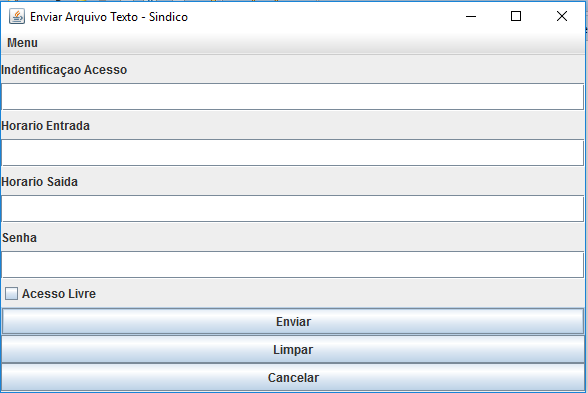 Enviar Arquivo Texto - Sindico
Menu
Indentificaçao Acesso
Horario Entrada
Horario Saida
Senha
Acesso Livre
Enviar
Limpar
Cancelar